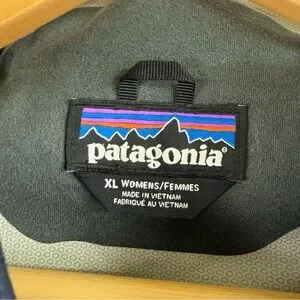 patagonia®
XL WOMENS/FEMMES
MADE IN VIETNAM
FABRIQUÉ AU VIETNAM